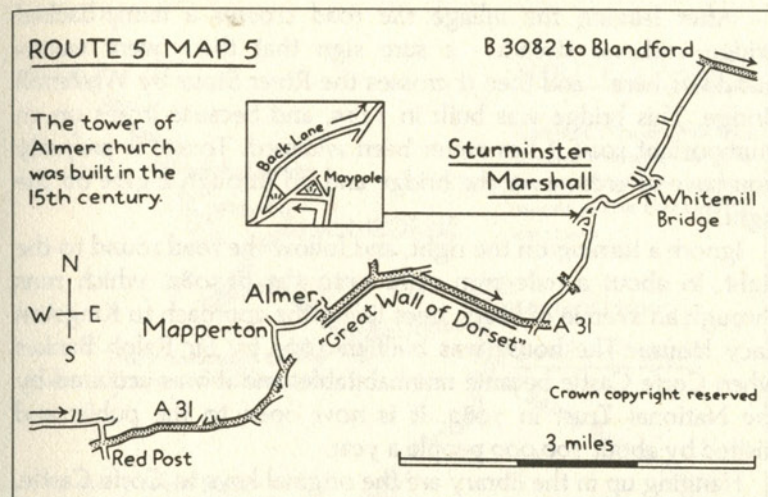 ROUTE 5 MAP 5
B 3082 to Blandford
The tower of
Almer church
was built in the
15th century.
Back Lane
Maypole
Sturminster
Marshall
Whitemill
Bridge
N
W E
S
Almer
Mapperton
"Great Wall of Dorset"
A 31
A 31
Red Post
Crown copyright reserved
3 miles